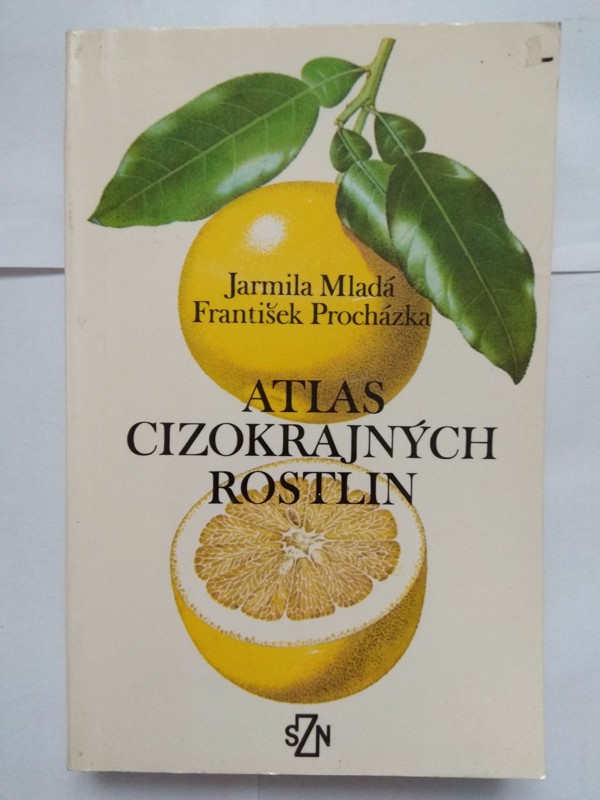 Jarmila Mladá
František Procházka
ATLAS
CIZOKRAJNÝCH
ROSTLIN
SZN